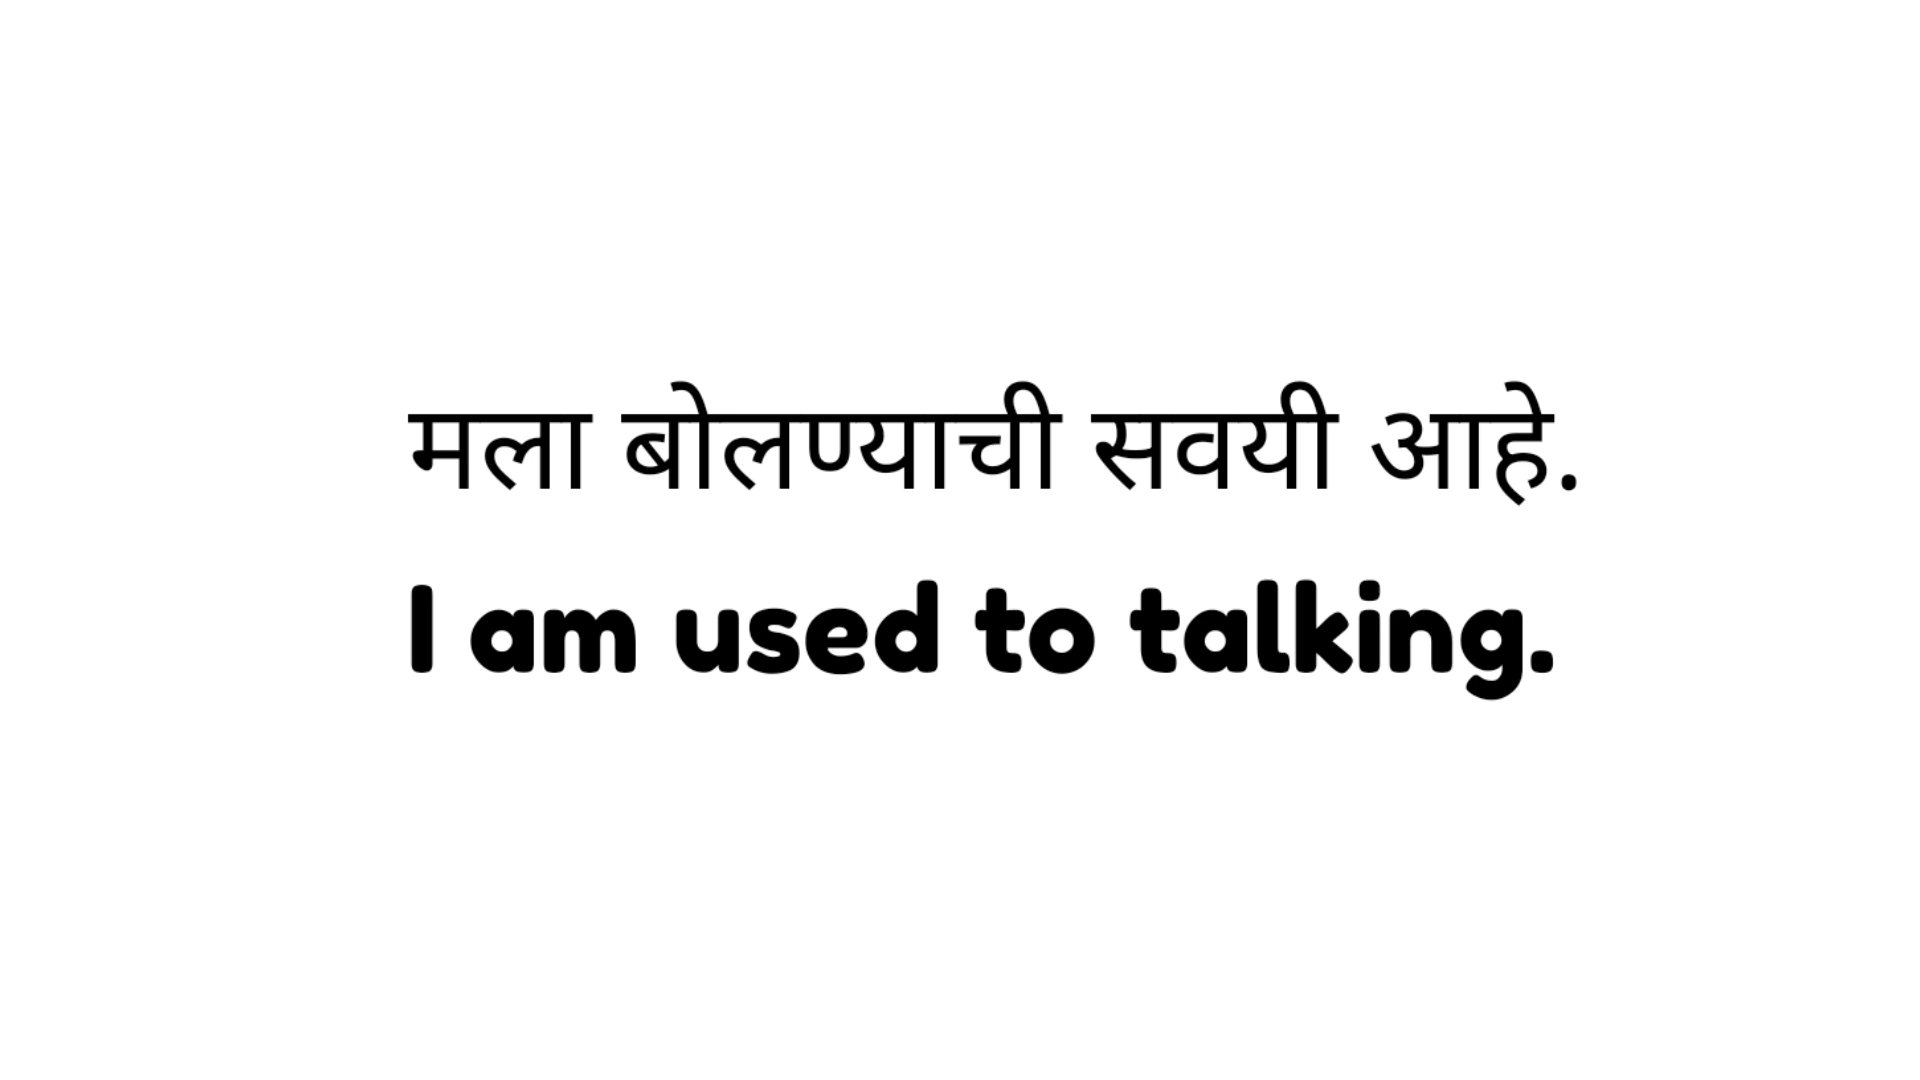 मला बोलण्याची सवयी आहे.
I am used to talking.